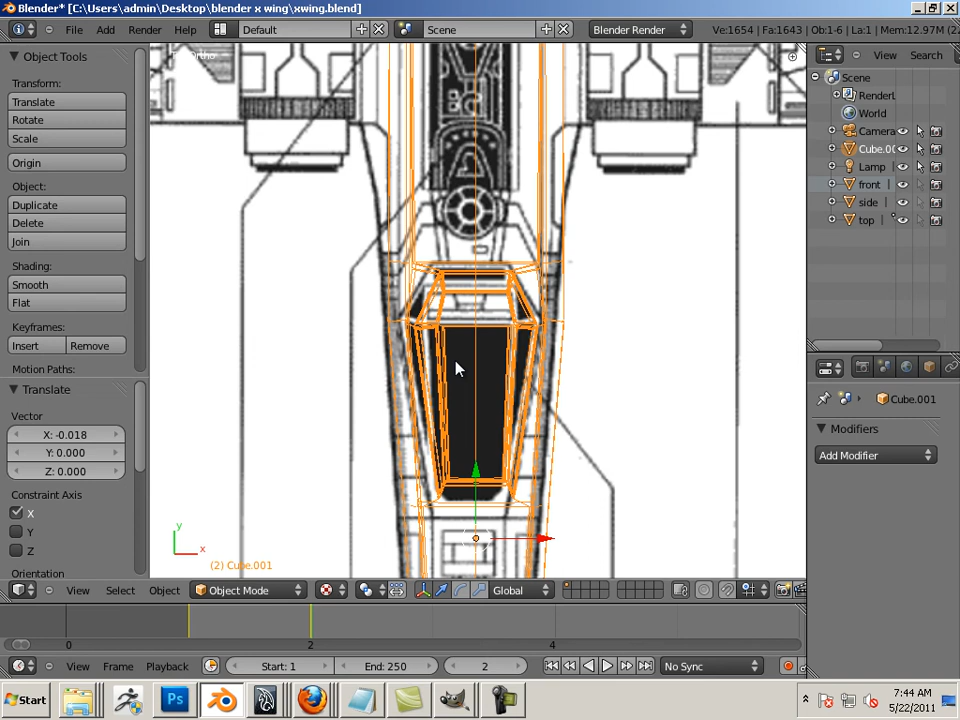 Blender* [C:\Users\admin\Desktop\blender x wing\xwing.blend]
File Add Render Help Default Scene Blender Render Ve:1654 | Fa:1643 | Ob:1-6 | La:1 | Mem:12.97M (2
Object Tools
Transform:
Translate
Rotate
Scale
Origin
Object:
Duplicate
Delete
Join
Shading:
Smooth
Flat
Keyframes:
Insert Remove
Motion Paths:
Translate
Vector
X: -0.018
Y: 0.000
Z: 0.000
Constraint Axis
X
Y
Z
Orientation
y
x
(2) Cube.001
View Search
Scene
RenderL
World
Camera
Cube.00
Lamp
front
side
top
Cube.001
Modifiers
Add Modifier
View Select Object Object Mode Global
0 2 4
View Frame Playback Start: 1 End: 250 2 No Sync
Start Ps 7:44 AM
5/22/2011